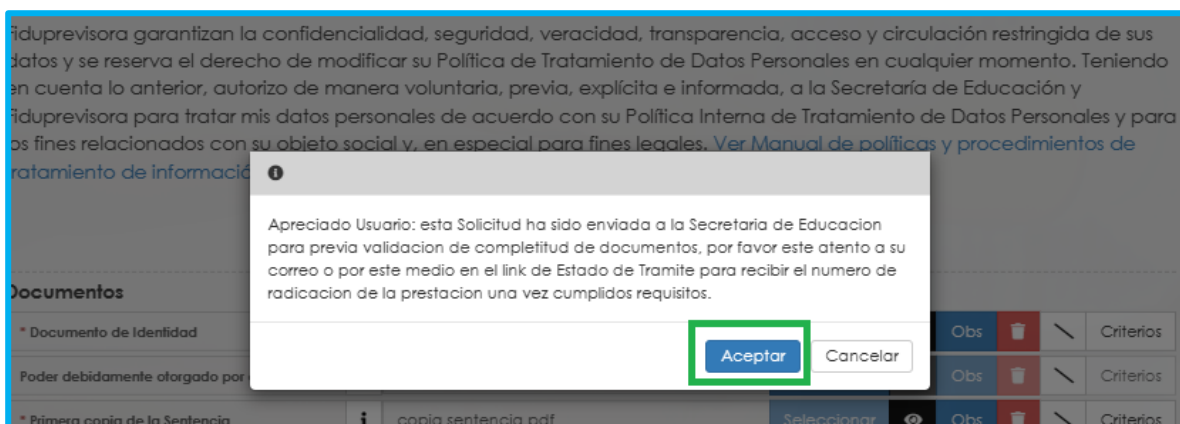 Fiduprevisora garantizan la confidencialidad, seguridad, veracidad, transparencia, acceso y circulación restringida de sus
datos y se reserva el derecho de modificar su Política de Tratamiento de Datos Personales en cualquier momento. Teniendo
en cuenta lo anterior, autorizo de manera voluntaria, previa, explícita e informada, a la Secretaría de Educación y
Fiduprevisora para tratar mis datos personales de acuerdo con su Política Interna de Tratamiento de Datos Personales y para
los fines relacionados con su objeto social y, en especial para fines legales. Ver Manual de políticas y procedimientos de
tratamiento de informació
Apreciado Usuario: esta Solicitud ha sido enviada a la Secretaria de Educacion
para previa validacion de completitud de documentos, por favor este atento a su
correo o por este medio en el link de Estado de Tramite para recibir el numero de
radicacion de la prestacion una vez cumplidos requisitos.
Aceptar Cancelar
Documentos
* Documento de Identidad Obs Criterios
Poder debidamente otorgado por Obs Criterios
* Primera copia de la Sentencia i copia sentencia.pdf Seleccionar Obs Criterios